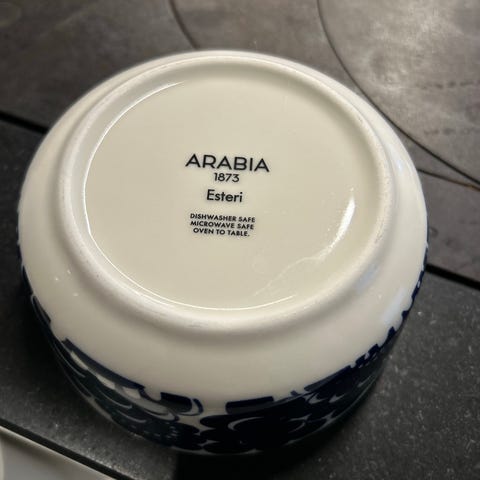 ARABIA
1873
Esteri
DISHWASHER SAFE
MICROWAVE SAFE
OVEN TO TABLE.